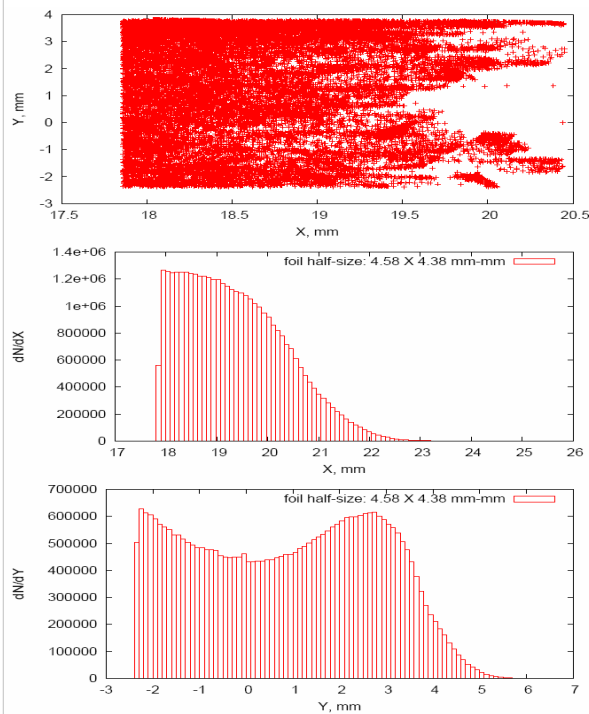 4
3
2
1
0
-1
-2
-3
Y, mm
17.5 18 18.5 19 19.5 20 20.5
X, mm
foil half-size: 4.58 X 4.38 mm-mm
1.4e+06
1.2e+06
1e+06
800000
600000
400000
200000
0
dN/dX
17 18 19 20 21 22 23 24 25 26
X, mm
foil half-size: 4.58 X 4.38 mm-mm
700000
600000
500000
400000
300000
200000
100000
0
dN/dY
-3 -2 -1 0 1 2 3 4 5 6 7
Y, mm